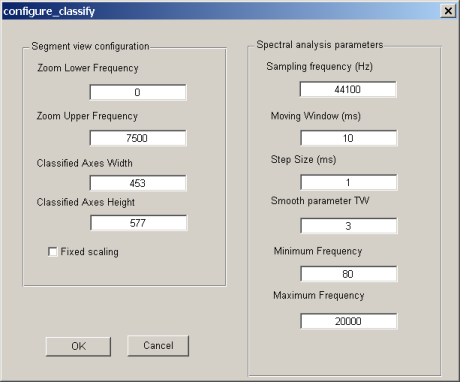 configure_classify
Segment view configuration
Zoom Lower Frequency
0
Zoom Upper Frequency
7500
Classified Axes Width
453
Classified Axes Height
577
Fixed scaling
OK
Cancel
Spectral analysis parameters
Sampling frequency (Hz)
44100
Moving Window (ms)
10
Step Size (ms)
1
Smooth parameter TW
3
Minimum Frequency
80
Maximum Frequency
20000